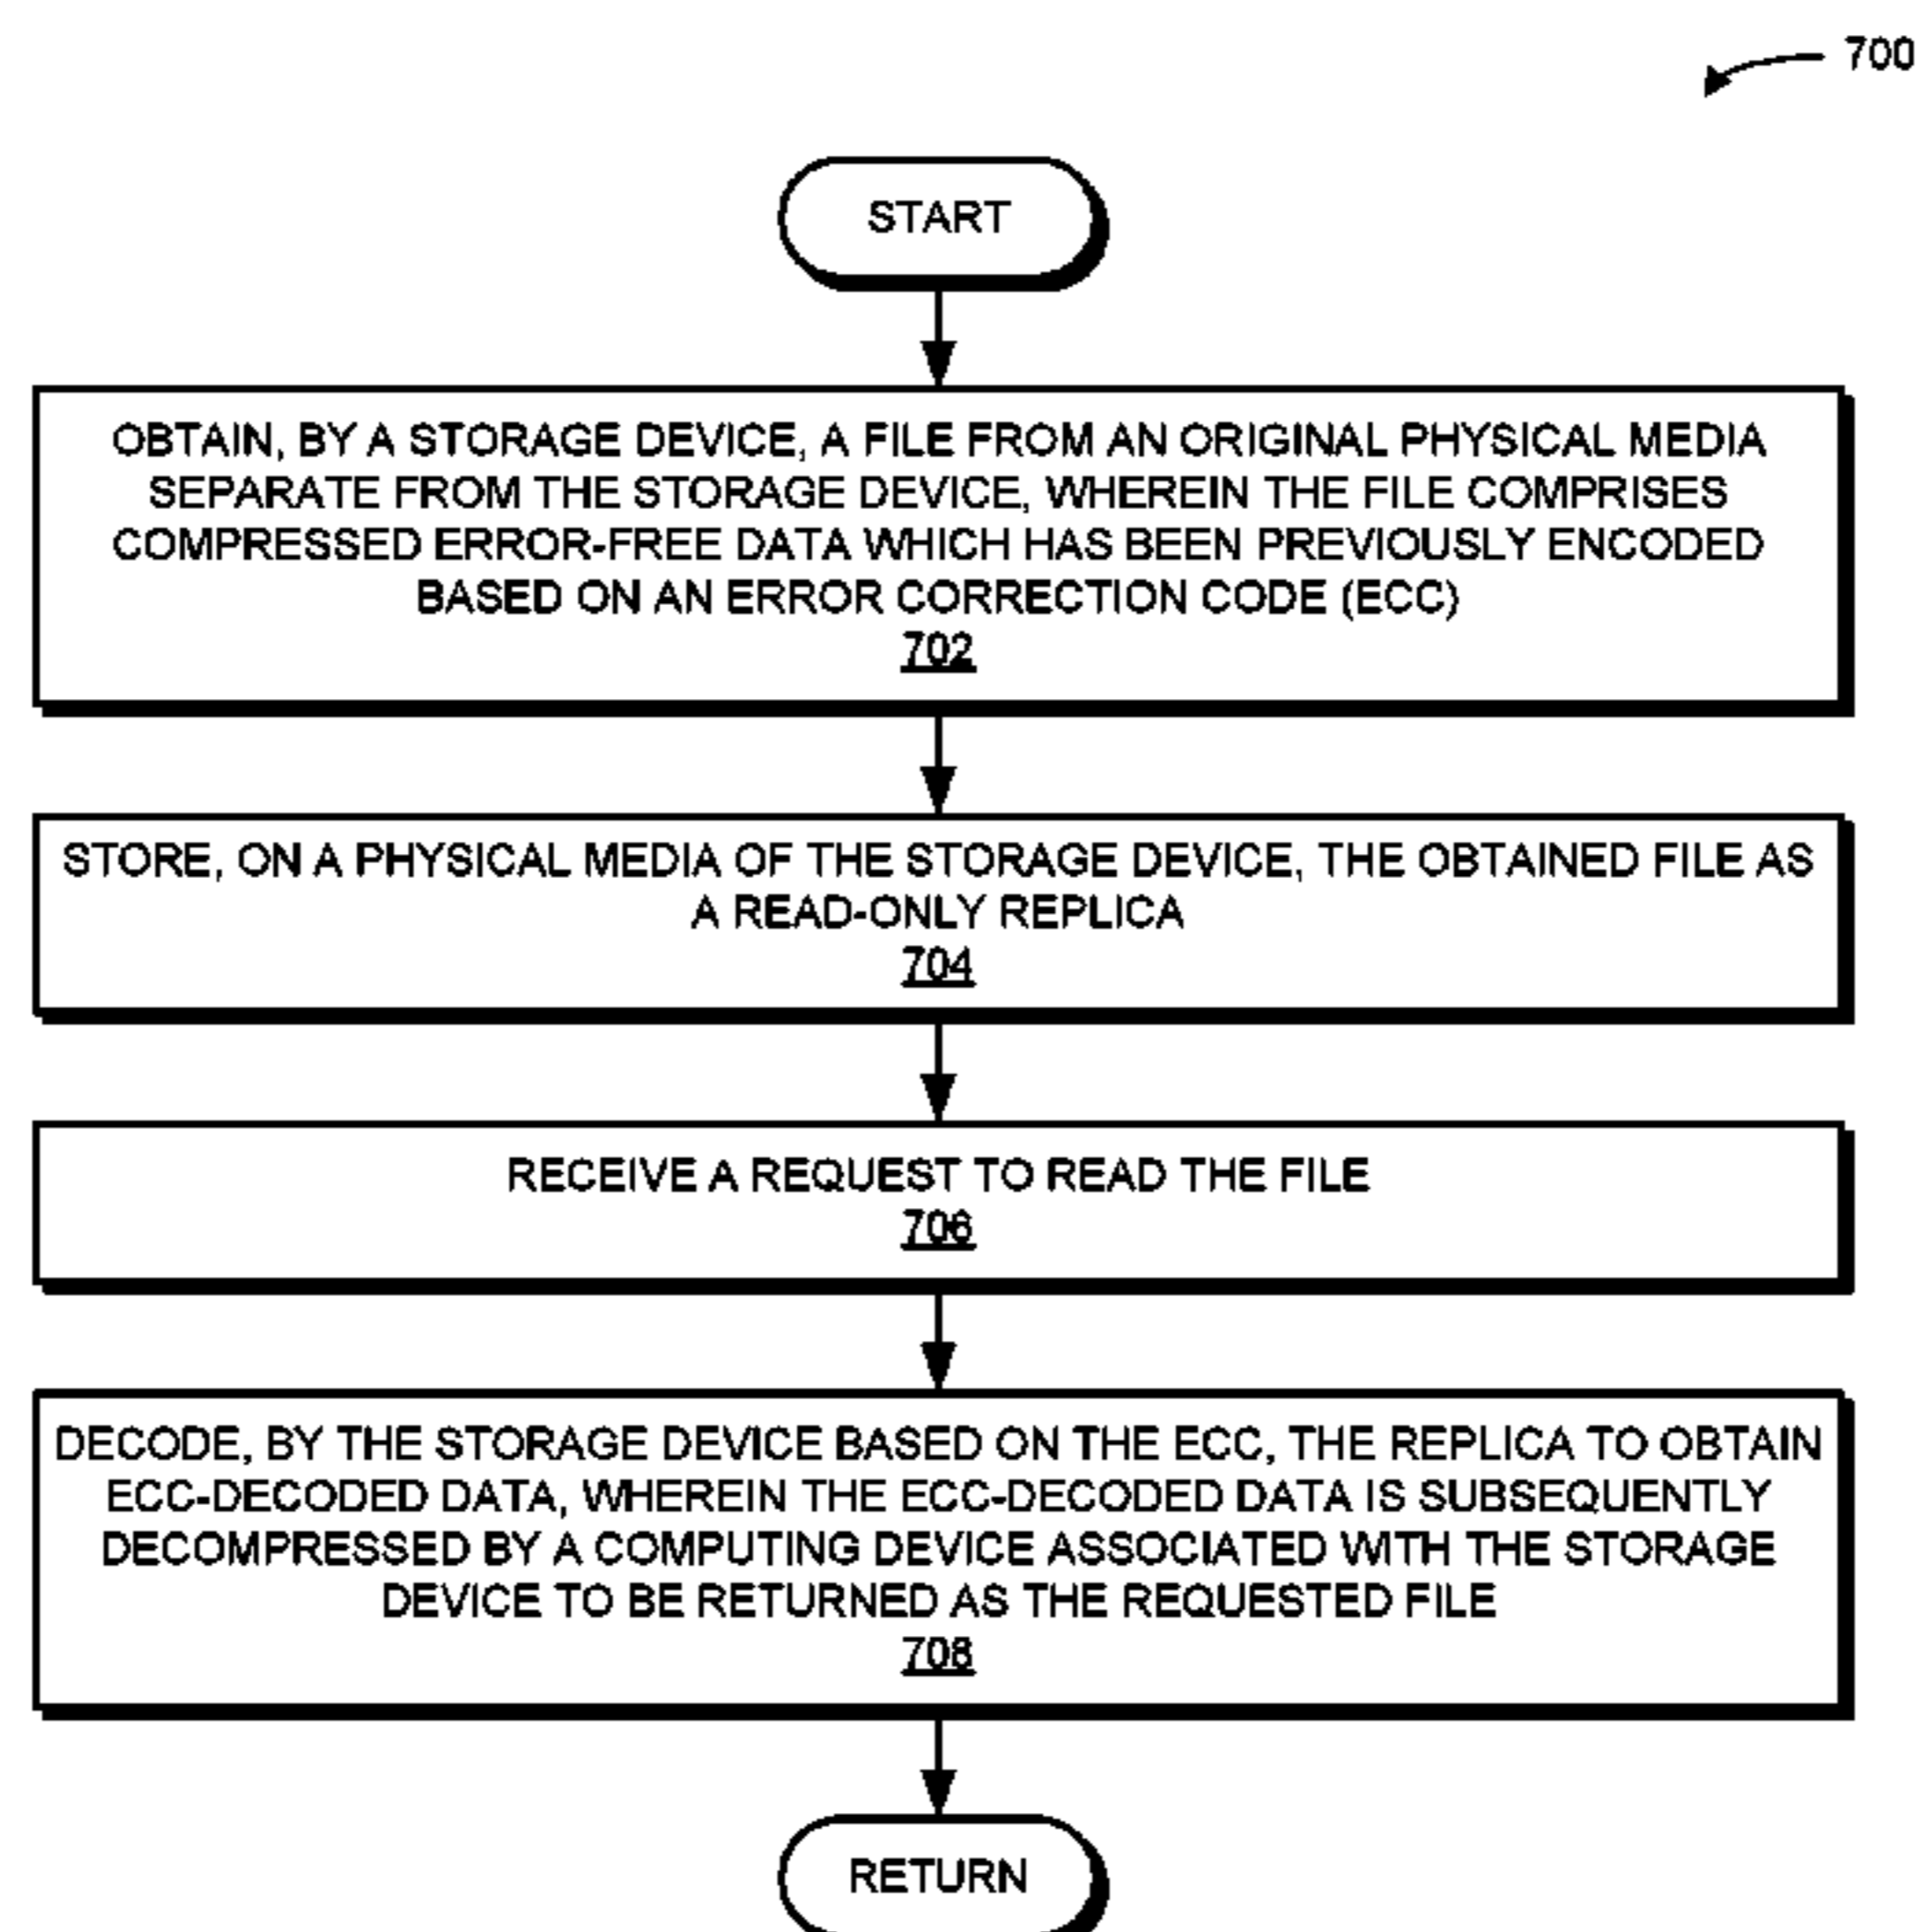 700
START
OBTAIN, BY A STORAGE DEVICE, A FILE FROM AN ORIGINAL PHYSICAL MEDIA
SEPARATE FROM THE STORAGE DEVICE, WHEREIN THE FILE COMPRISES
COMPRESSED ERROR-FREE DATA WHICH HAS BEEN PREVIOUSLY ENCODED
BASED ON AN ERROR CORRECTION CODE (ECC)
702
STORE, ON A PHYSICAL MEDIA OF THE STORAGE DEVICE, THE OBTAINED FILE AS
A READ-ONLY REPLICA
704
RECEIVE A REQUEST TO READ THE FILE
706
DECODE, BY THE STORAGE DEVICE BASED ON THE ECC, THE REPLICA TO OBTAIN
ECC-DECODED DATA, WHEREIN THE ECC-DECODED DATA IS SUBSEQUENTLY
DECOMPRESSED BY A COMPUTING DEVICE ASSOCIATED WITH THE STORAGE
DEVICE TO BE RETURNED AS THE REQUESTED FILE
708
RETURN